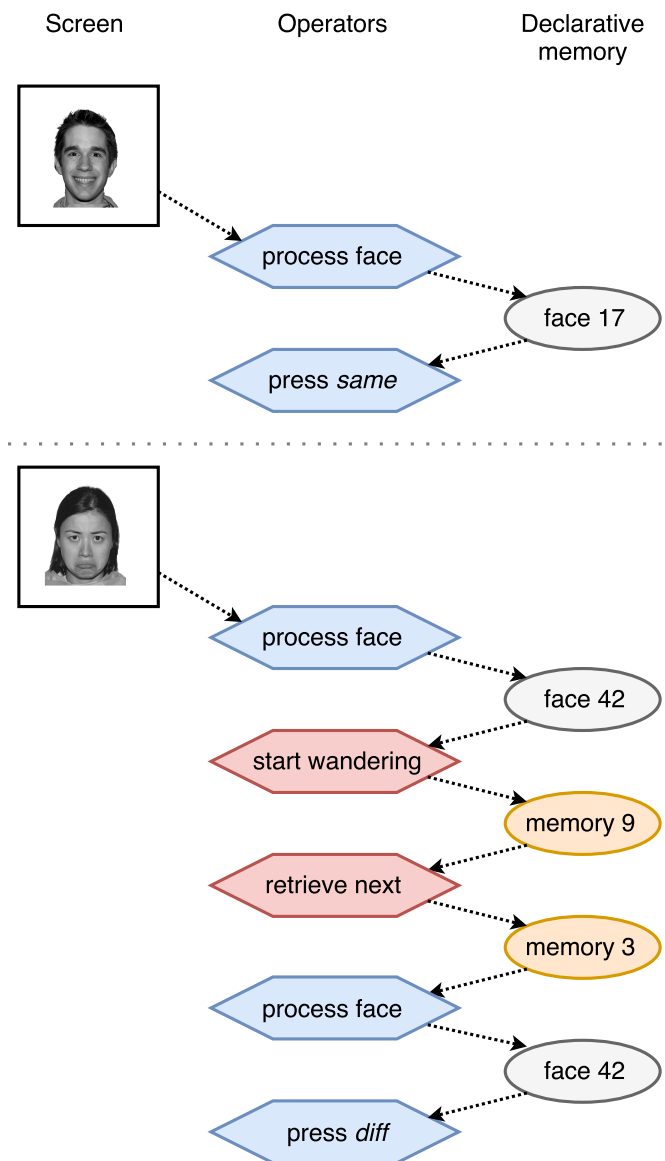 Screen
Operators
Declarative
memory
process face
face 17
press same
process face
face 42
start wandering
memory 9
retrieve next
memory 3
process face
face 42
press diff